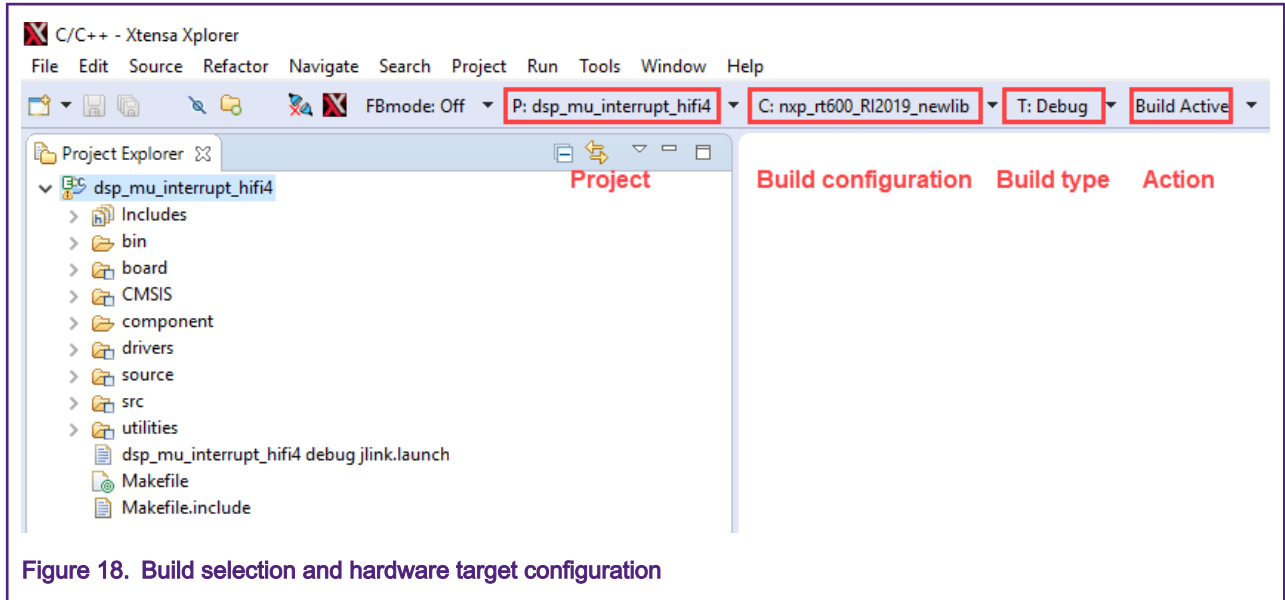 C/C++ - Xtensa Xplorer
File Edit Source Refactor Navigate Search Project Run Tools Window Help
FBmode: Off P: dsp_mu_interrupt_hifi4 C: nxp_rt600_RI2019_newlib T: Debug Build Active
Project Explorer
Project Build configuration Build type Action
dsp_mu_interrupt_hifi4
Includes
bin
board
CMSIS
component
drivers
source
src
utilities
dsp_mu_interrupt_hifi4 debug jlink.launch
Makefile
Makefile.include
Figure 18. Build selection and hardware target configuration